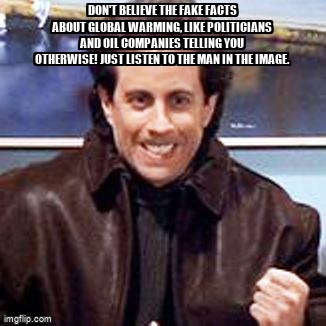 DON'T BELIEVE THE FAKE FACTS
ABOUT GLOBAL WARMING, LIKE POLITICIANS
AND OIL COMPANIES TELLING YOU
OTHERWISE! JUST LISTEN TO THE MAN IN THE IMAGE.
imgflip.com